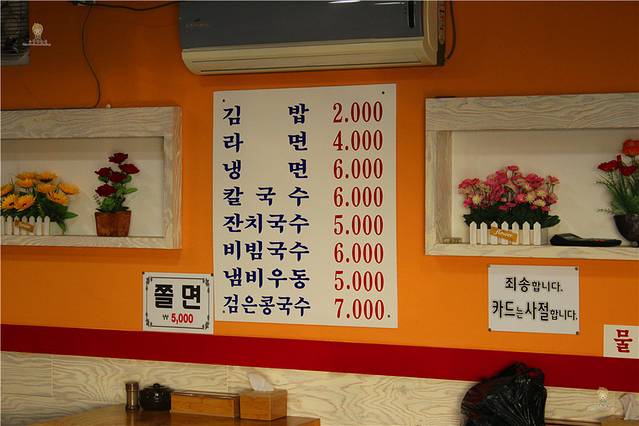 김 밥 2.000
라 면 4.000
냉 면 6.000
칼 국 수 6.000
잔치국수 5.000
비빔국수 6.000
냄비우동 5.000
검은콩국수 7.000
쫄 면
₩ 5,000
죄송합니다.
카드는사절합니다.
물